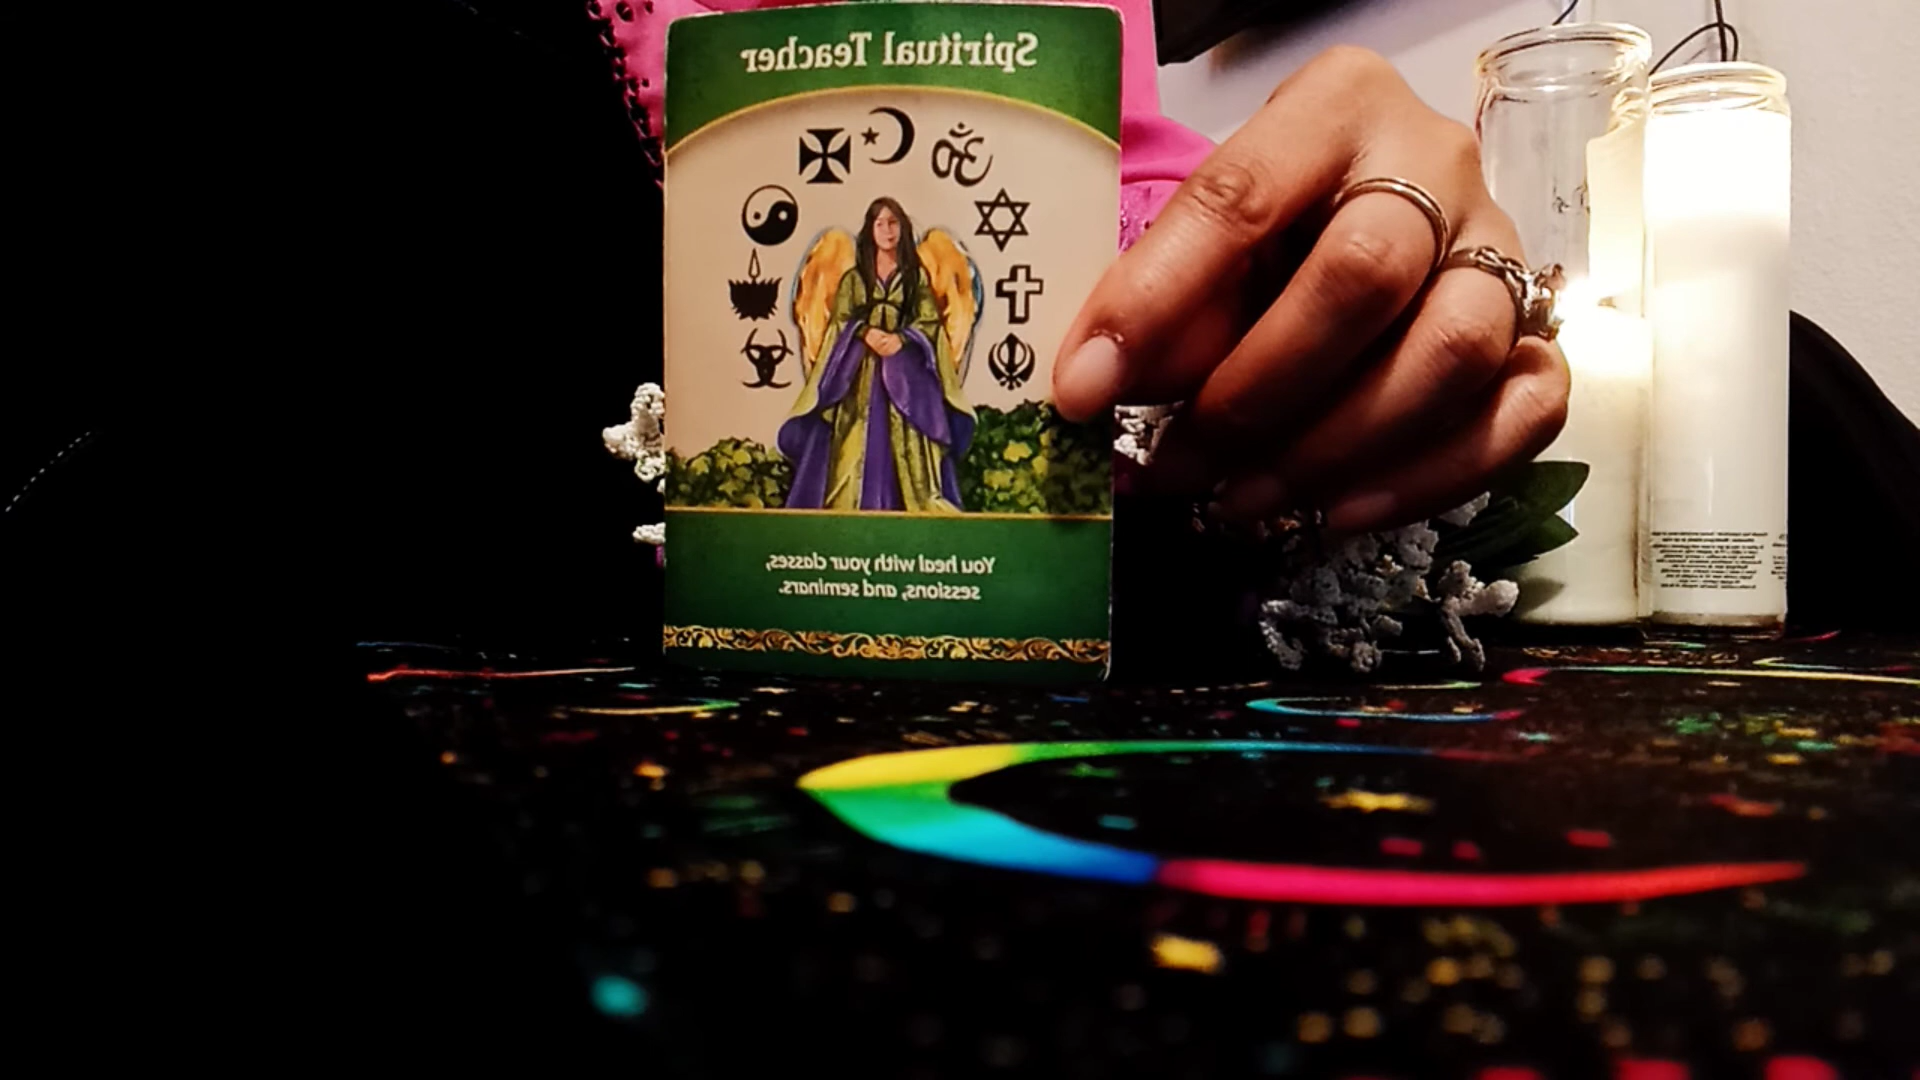 Spiritual Teacher
You heal with your classes,
sessions, and seminars.